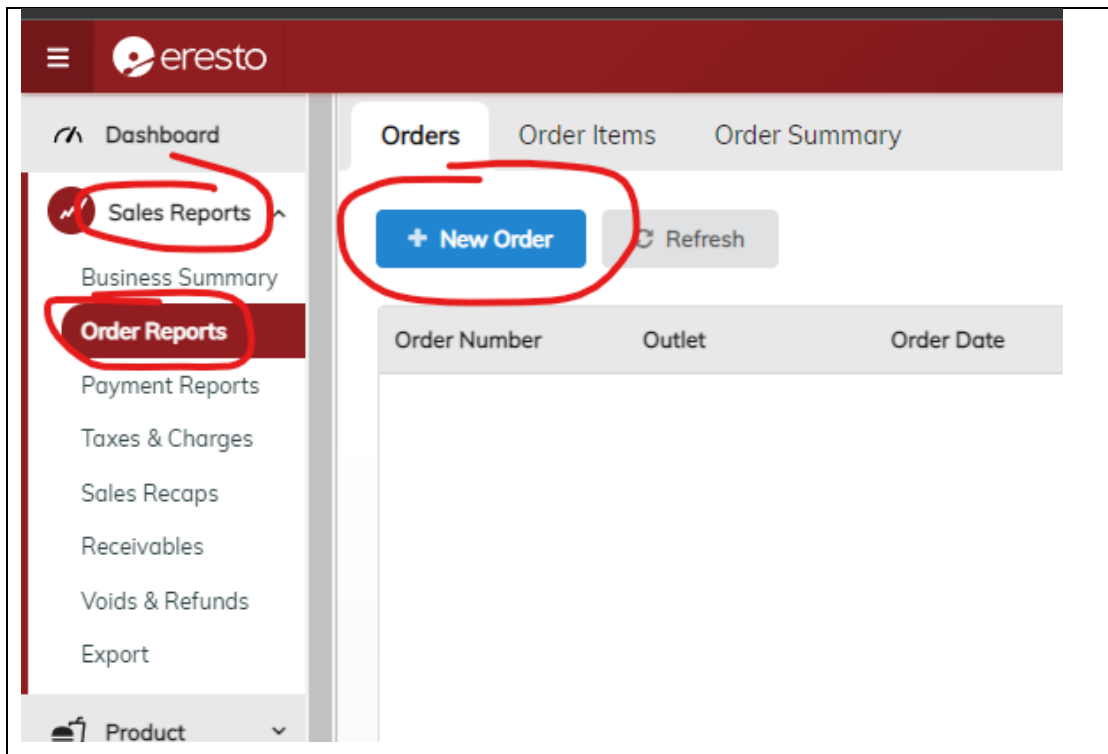 eresto
Dashboard
Sales Reports
Business Summary
Order Reports
Payment Reports
Taxes & Charges
Sales Recaps
Receivables
Voids & Refunds
Export
Product
Orders Order Items Order Summary
+ New Order Refresh
Order Number Outlet Order Date